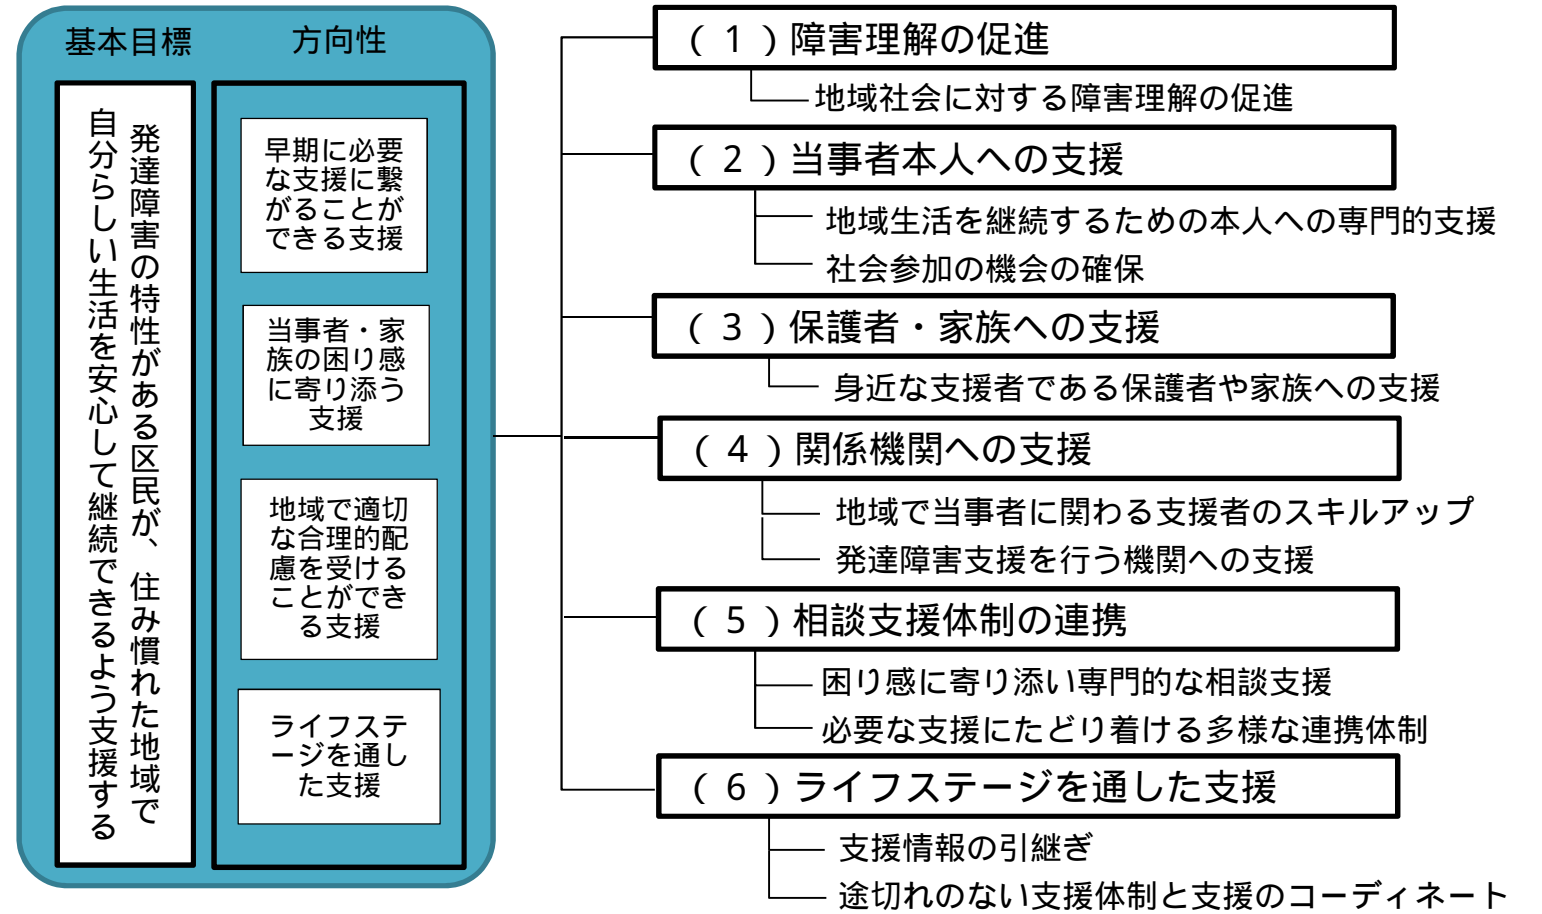 基本目標
発達障害の特性がある区民が、住み慣れた地域で
自分らしい生活を安心して継続できるよう支援する
方向性
早期に必要
な支援に繋
がることが
できる支援
当事者・家
族の困り感
に寄り添う
支援
地域で適切
な合理的配
慮を受ける
ことができ
る支援
ライフステ
ージを通し
た支援
(1)障害理解の促進
地域社会に対する障害理解の促進
(2)当事者本人への支援
地域生活を継続するための本人への専門的支援
社会参加の機会の確保
(3)保護者・家族への支援
身近な支援者である保護者や家族への支援
(4)関係機関への支援
地域で当事者に関わる支援者のスキルアップ
発達障害支援を行う機関への支援
(5)相談支援体制の連携
困り感に寄り添い専門的な相談支援
必要な支援にたどり着ける多様な連携体制
(6)ライフステージを通した支援
支援情報の引継ぎ
途切れのない支援体制と支援のコーディネート